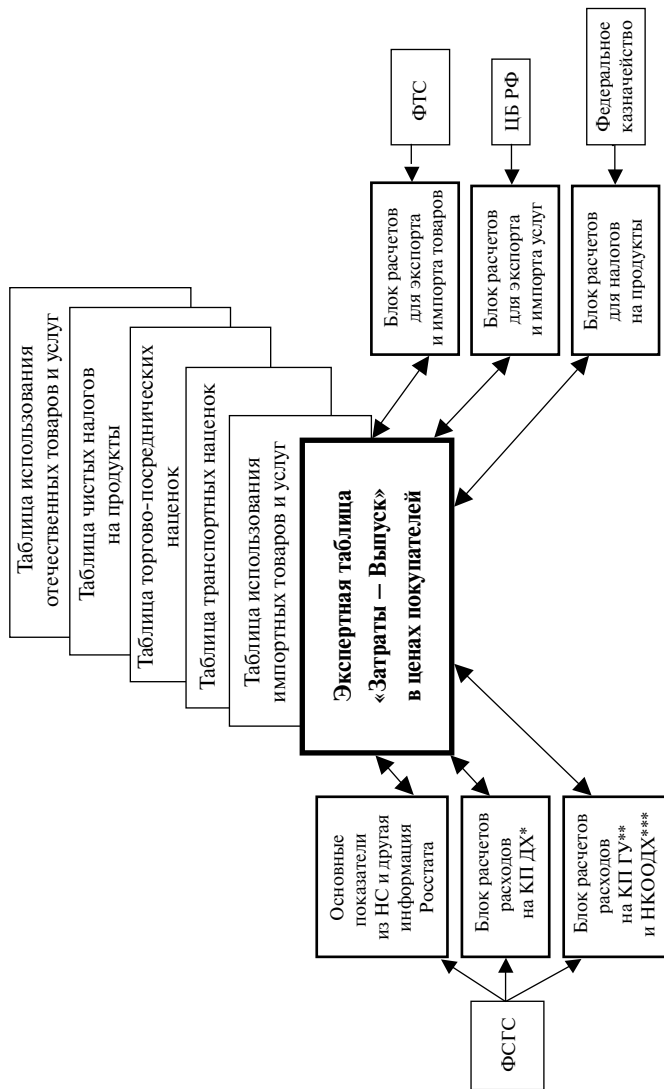 Таблица использования
отечественных товаров и услуг
Таблица чистых налогов
на продукты
Таблица торгово-посреднических
наценок
Таблица транспортных наценок
Таблица использования
импортных товаров и услуг
Экспертная таблица
«Затраты — Выпуск»
в ценах покупателей
ФСГС
Основные
показатели
из НС и другая
информация
Росстата
Блок расчетов
расходов
на КП ДХ*
Блок расчетов
расходов
на КП ГУ**
и НКООДХ***
Блок расчетов
для экспорта
и импорта товаров
Блок расчетов
для экспорта
и импорта услуг
Блок расчетов
для налогов
на продукты
ФТС
ЦБ РФ
Федеральное
казначейство